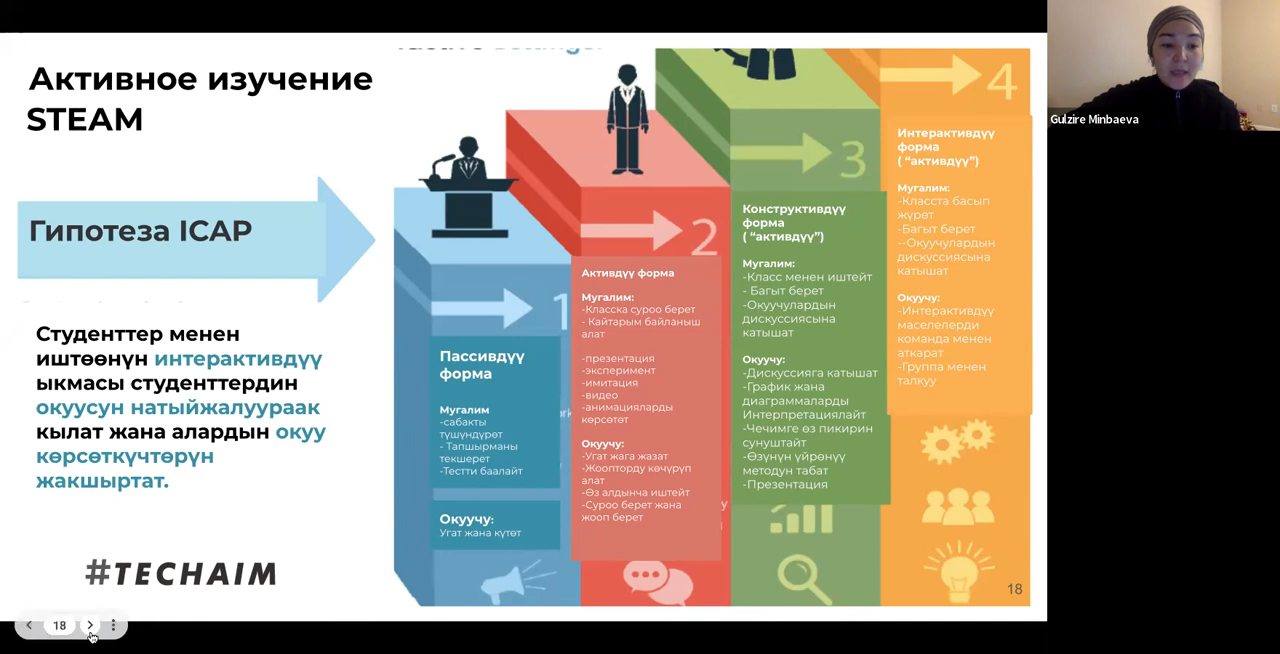 Активное изучение
STEAM
Гипотеза ICAP
Студенттер менен
иштөөнүн интерактивдүү
ыкмасы студенттердин
окуусун натыйжалуураак
кылат жана алардын окуу
көрсөткүчтөрүн
жакшыртат.
#TECHAIM
1
Пассивдүү
форма
Мугалим
-сабакты
түшүндүрөт
- Тапшырманы
текшерет
-Тестти баалайт
Окуучу:
Угат жана күтөт
2
Активдүү форма
Мугалим:
-Класска суроо берет
- Кайтарым байланыш
алат
-презентация
-эксперимент
-имитация
-видео
-анимацияларды
көрсөтөт
Окуучу:
-Угат жага жазат
-Жоопторду көчүрүп
алат
-Өз алдынча иштейт
-Суроо берет жана
жооп берет
3
Конструктивдүү
форма
( “активдүү”)
Мугалим:
-Класс менен иштейт
- Багыт берет
-Окуучулардын
дискуссиясына
катышат
Окуучу:
-Дискуссияга катышат
-График жана
диаграммаларды
Интерпретациялайт
-Чечимге өз пикирин
сунуштайт
-Өзүнүн үйрөнүү
методун табат
-Презентация
4
Интерактивдүү
форма
( “активдүү”)
Мугалим:
-Класста басып
жүрөт
-Багыт берет
--Окуучулардын
дискуссиясына
катышат
Окуучу:
-Интерактивдүү
маселелерди
команда менен
аткарат
-Группа менен
талкуу
18
18
Gulzire Minbaeva